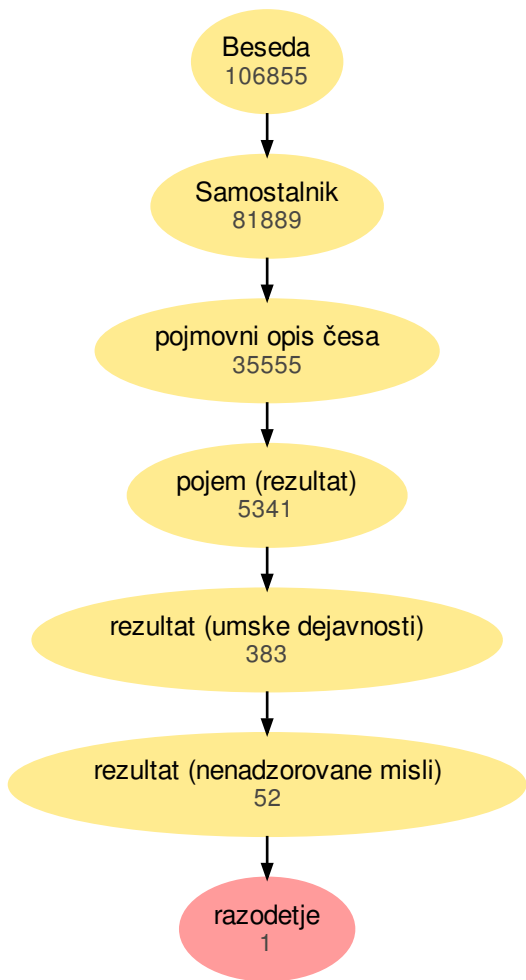 Beseda
106855
Samostalnik
81889
pojmovni opis česa
35555
pojem (rezultat)
5341
rezultat (umske dejavnosti)
383
rezultat (nenadzorovane misli)
52
razodetje
1